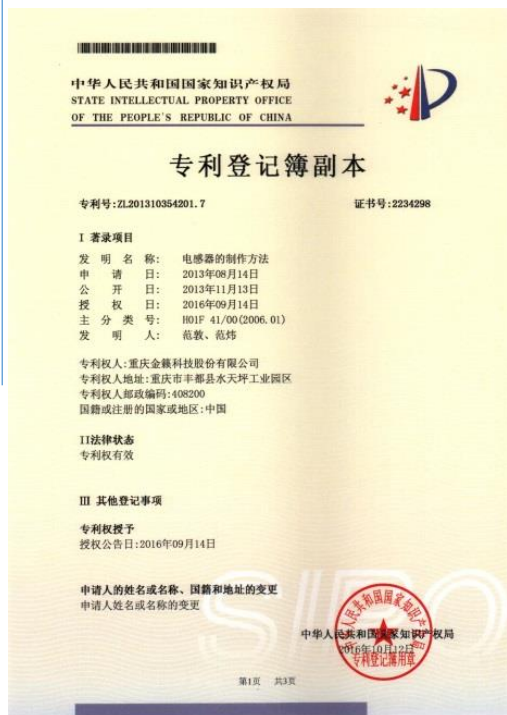 中华人民共和国国家知识产权局
STATE INTELLECTUAL PROPERTY OFFICE
OF THE PEOPLE'S REPUBLIC OF CHINA
专利登记簿副本
专利号:ZL201310354201.7 证书号:2234298
I 著录项目
发明名称: 电感器的制作方法
申请日: 2013年08月14日
公开日: 2013年11月13日
授权日: 2016年09月14日
主分类号: H01F 41/00(2006.01)
发明人: 范敦、范炜
专利权人:重庆金籁科技股份有限公司
专利权人地址:重庆市丰都县水天坪工业园区
专利权人邮政编码:408200
国籍或注册的国家或地区:中国
II法律状态
专利权有效
III 其他登记事项
专利权授予
授权公告日:2016年09月14日
申请人的姓名或名称、国籍和地址的变更
申请人姓名或名称的变更
SIPO
中华人民共和国国家知识产权局
2016年10月12日
专利登记簿用章
第1页 共3页